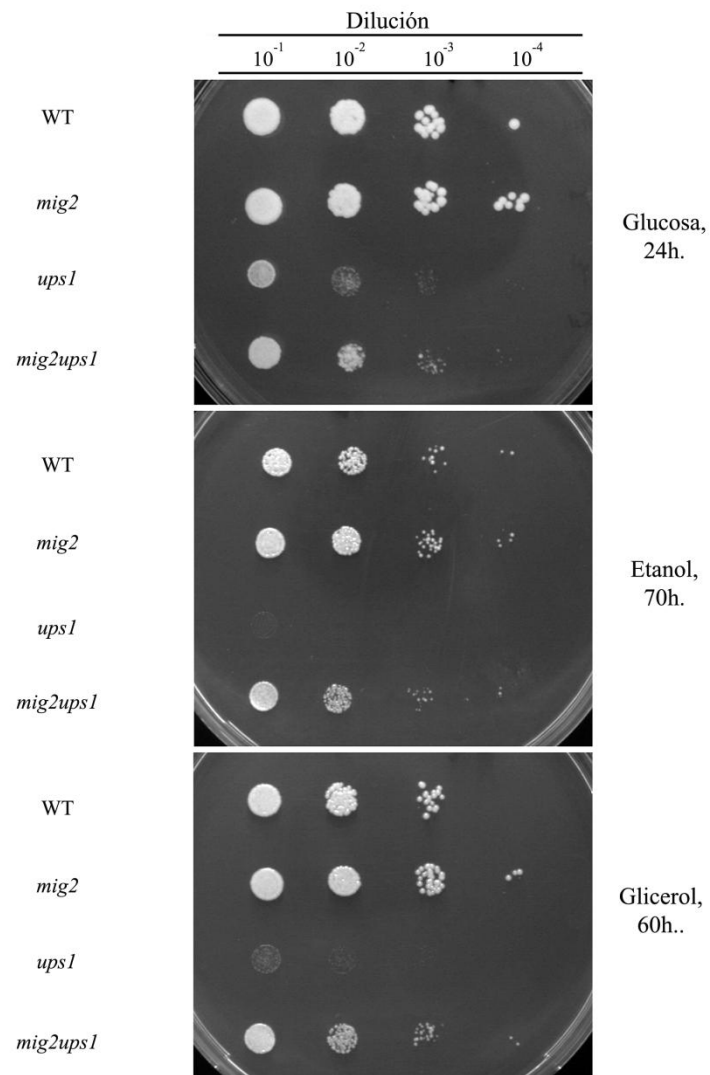 Dilución
10⁻¹ 10⁻² 10⁻³ 10⁻⁴
WT
mig2
ups1
mig2ups1
Glucosa,
24h.
WT
mig2
ups1
mig2ups1
Etanol,
70h.
WT
mig2
ups1
mig2ups1
Glicerol,
60h..